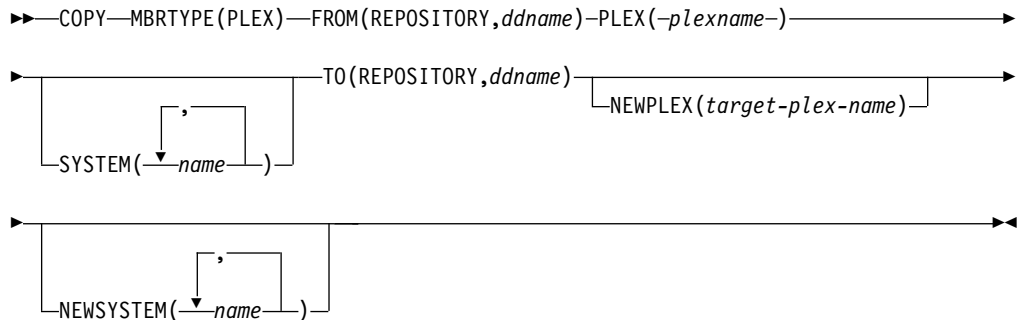 COPY MBRTYPE(PLEX) FROM(REPOSITORY,ddname) PLEX( plexname )
TO(REPOSITORY,ddname)
NEWPLEX(target-plex-name)
,
SYSTEM( name )
,
NEWSYSTEM( name )